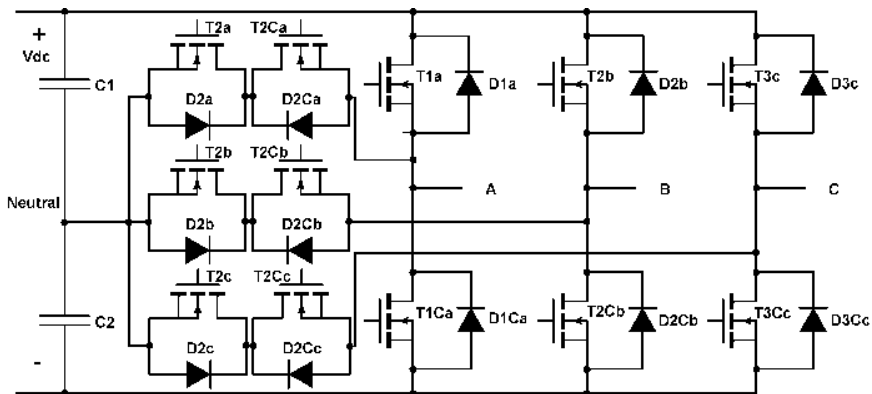 T2a T2Ca
+
Vdc
T1a T2b T3c
C1 D2a D2Ca D1a D2b D3c
T2b T2Cb
A B C
Neutral
D2b D2Cb
T2c T2Cc
C2 T1Ca D1Ca T2Cb D2Cb T3Cc D3Cc
D2c D2Cc
-